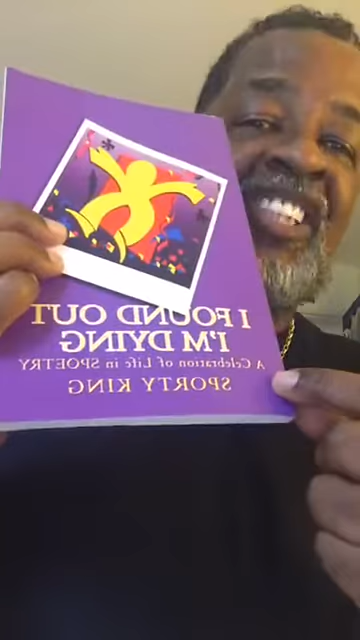 I FOUND OUT
I'M DYING
A Celebration of Life in SPOETRY
SPORTY KING